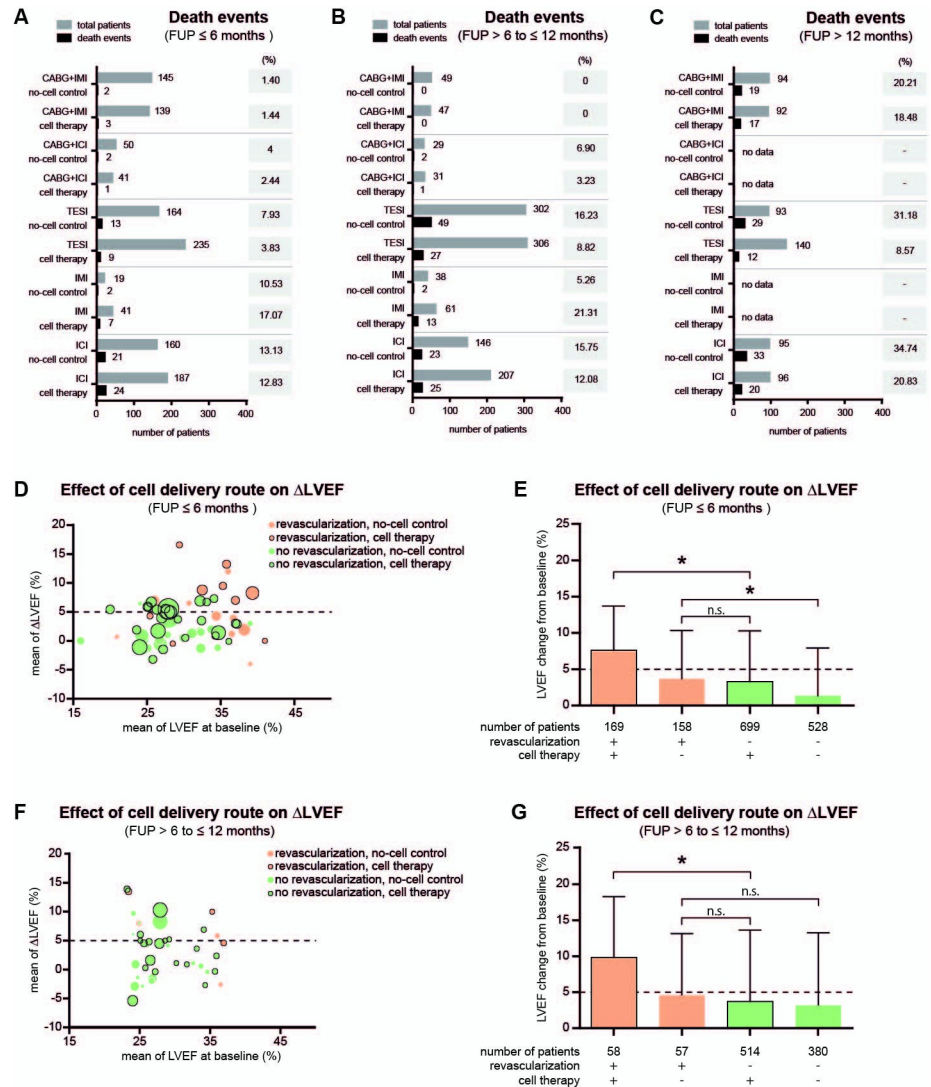 A
Death events
(FUP ≤ 6 months )
total patients
death events
(%)
CABG+IMI
no-cell control
145
2
1.40
CABG+IMI
cell therapy
139
3
1.44
CABG+ICI
no-cell control
50
2
4
CABG+ICI
cell therapy
41
1
2.44
TESI
no-cell control
164
13
7.93
TESI
cell therapy
235
9
3.83
IMI
no-cell control
19
2
10.53
IMI
cell therapy
41
7
17.07
ICI
no-cell control
160
21
13.13
ICI
cell therapy
187
24
12.83
0 100 200 300 400
number of patients
B
Death events
(FUP > 6 to ≤ 12 months)
total patients
death events
(%)
CABG+IMI
no-cell control
49
0
0
CABG+IMI
cell therapy
47
0
0
CABG+ICI
no-cell control
29
2
6.90
CABG+ICI
cell therapy
31
1
3.23
TESI
no-cell control
302
49
16.23
TESI
cell therapy
306
27
8.82
IMI
no-cell control
38
2
5.26
IMI
cell therapy
61
13
21.31
ICI
no-cell control
146
23
15.75
ICI
cell therapy
207
25
12.08
0 100 200 300 400
number of patients
C
Death events
(FUP > 12 months)
total patients
death events
(%)
CABG+IMI
no-cell control
94
19
20.21
CABG+IMI
cell therapy
92
17
18.48
CABG+ICI
no-cell control
no data
-
CABG+ICI
cell therapy
no data
-
TESI
no-cell control
93
29
31.18
TESI
cell therapy
140
12
8.57
IMI
no-cell control
no data
-
IMI
cell therapy
no data
-
ICI
no-cell control
95
33
34.74
ICI
cell therapy
96
20
20.83
0 100 200 300 400
number of patients
D
Effect of cell delivery route on ΔLVEF
(FUP ≤ 6 months )
revascularization, no-cell control
revascularization, cell therapy
no revascularization, no-cell control
no revascularization, cell therapy
mean of ΔLVEF (%)
20
15
10
5
0
-5
-10
15 25 35 45
mean of LVEF at baseline (%)
E
Effect of cell delivery route on ΔLVEF
(FUP ≤ 6 months )
LVEF change from baseline (%)
25
20
15
10
5
0
*
*
n.s.
number of patients 169 158 699 528
revascularization + + - -
cell therapy + - + -
F
Effect of cell delivery route on ΔLVEF
(FUP > 6 to ≤ 12 months)
revascularization, no-cell control
revascularization, cell therapy
no revascularization, no-cell control
no revascularization, cell therapy
mean of ΔLVEF (%)
20
15
10
5
0
-5
-10
15 25 35 45
mean of LVEF at baseline (%)
G
Effect of cell delivery route on ΔLVEF
(FUP > 6 to ≤ 12 months)
LVEF change from baseline (%)
25
20
15
10
5
0
*
n.s.
n.s.
number of patients 58 57 514 380
revascularization + + - -
cell therapy + - + -